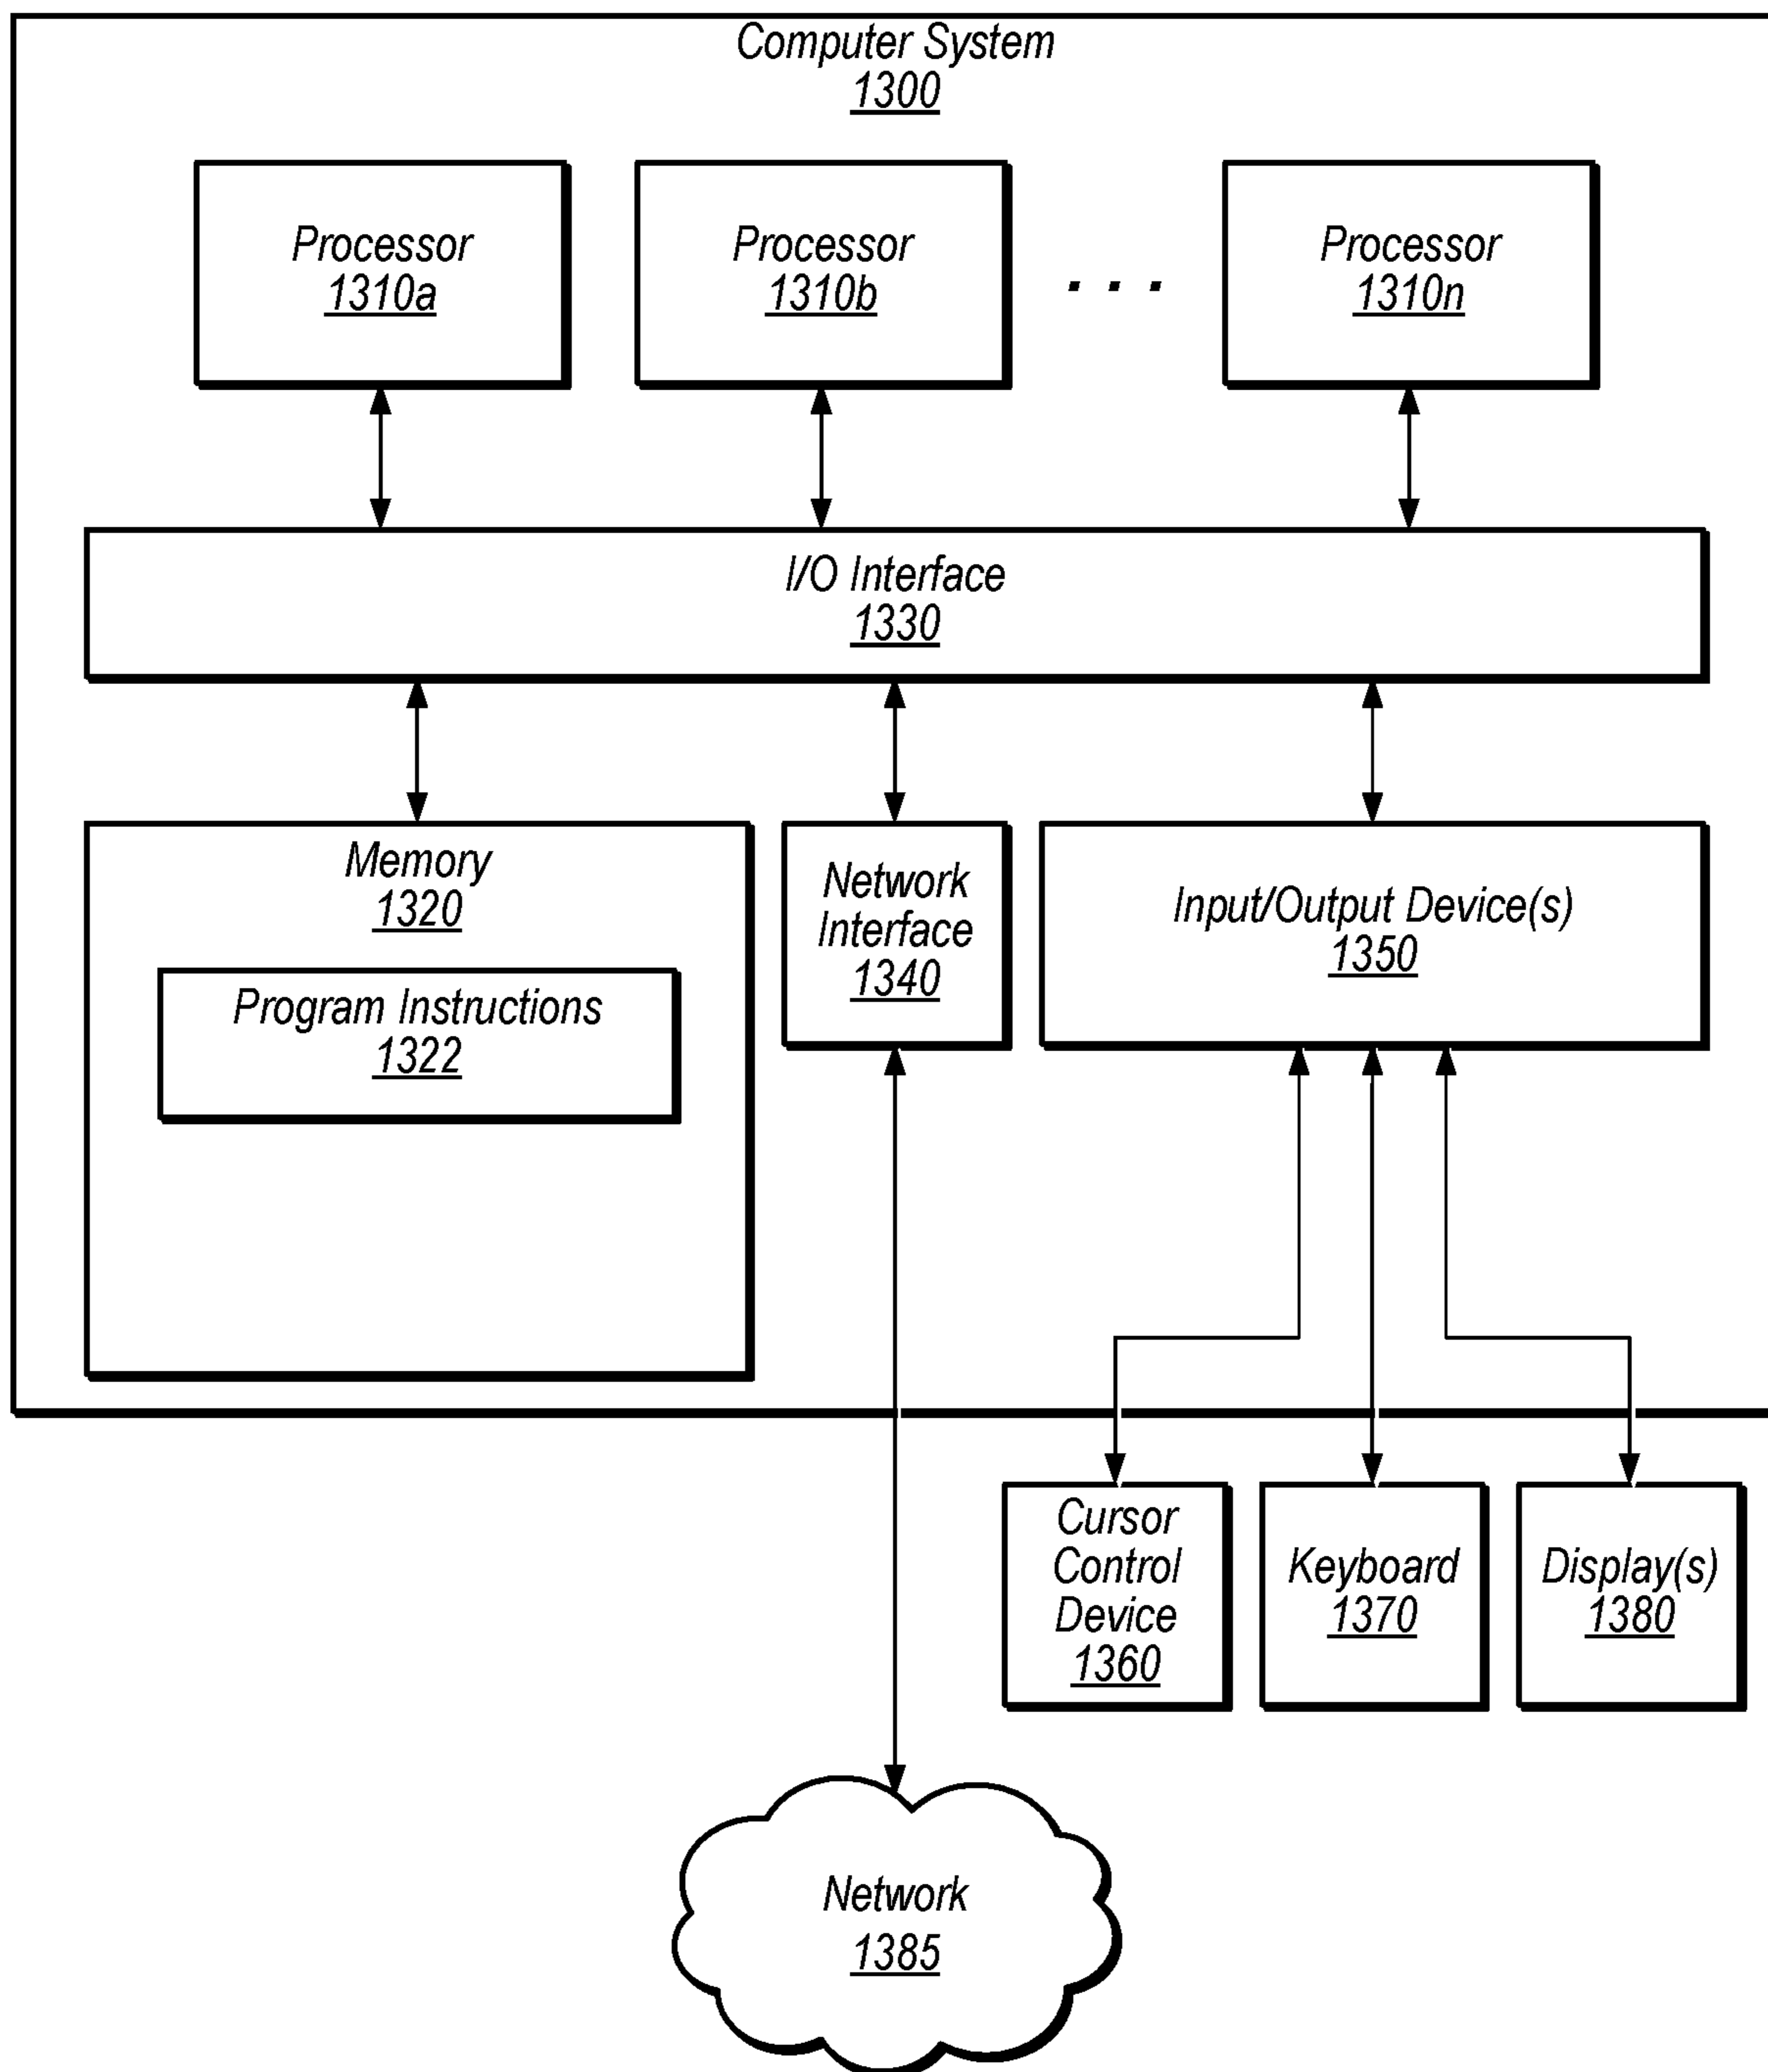 Computer System
1300
Processor
1310a
Processor
1310b
. . .
Processor
1310n
I/O Interface
1330
Memory
1320
Program Instructions
1322
Network
Interface
1340
Input/Output Device(s)
1350
Cursor
Control
Device
1360
Keyboard
1370
Display(s)
1380
Network
1385